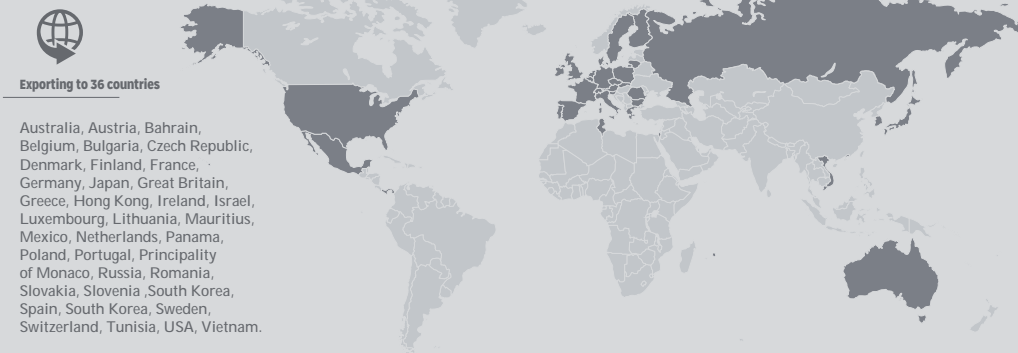 Exporting to 36 countries
Australia, Austria, Bahrain,
Belgium, Bulgaria, Czech Republic,
Denmark, Finland, France,
Germany, Japan, Great Britain,
Greece, Hong Kong, Ireland, Israel,
Luxembourg, Lithuania, Mauritius,
Mexico, Netherlands, Panama,
Poland, Portugal, Principality
of Monaco, Russia, Romania,
Slovakia, Slovenia ,South Korea,
Spain, South Korea, Sweden,
Switzerland, Tunisia, USA, Vietnam.